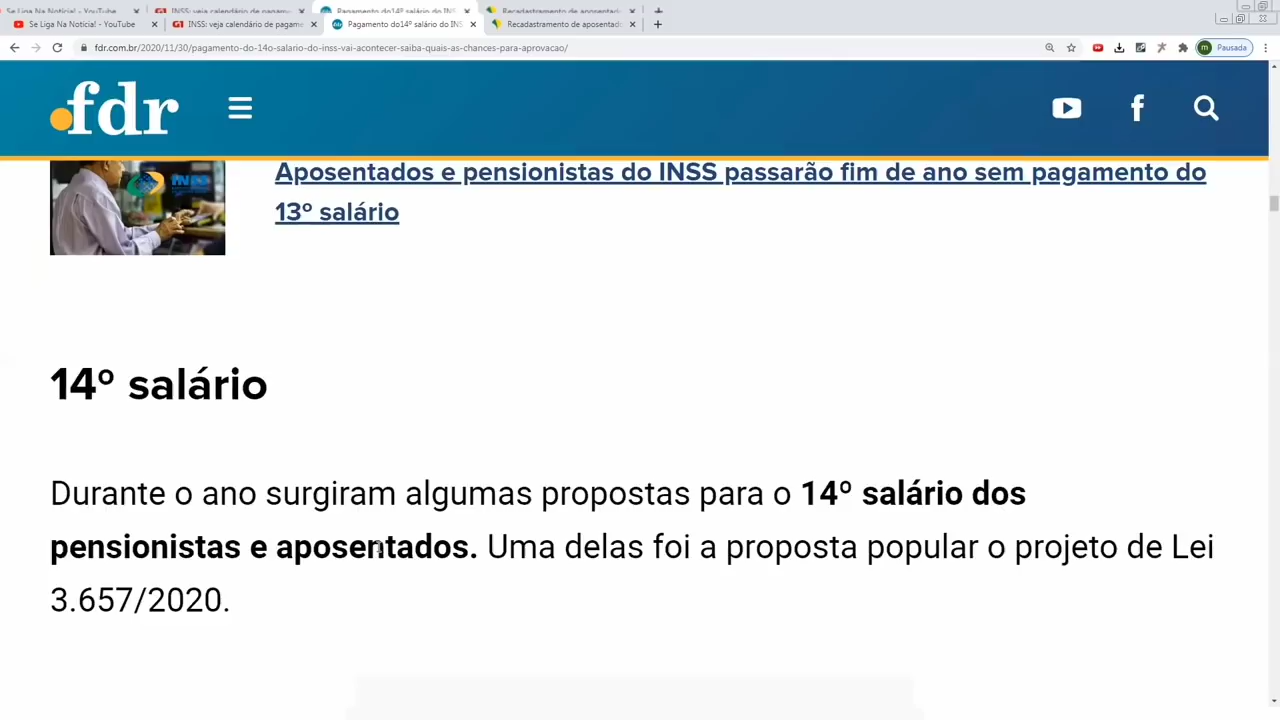 Se Liga Na Notícia! - YouTube
INSS: veja calendário de pagame
Pagamento do14º salário do INS
Recadastramento de aposentado
fdr.com.br/2020/11/30/pagamento-do-14o-salario-do-inss-vai-acontecer-saiba-quais-as-chances-para-aprovacao/
m Pausada
fdr
INSS
Aposentados e pensionistas do INSS passarão fim de ano sem pagamento do
13º salário
14º salário
Durante o ano surgiram algumas propostas para o 14º salário dos
pensionistas e aposentados. Uma delas foi a proposta popular o projeto de Lei
3.657/2020.